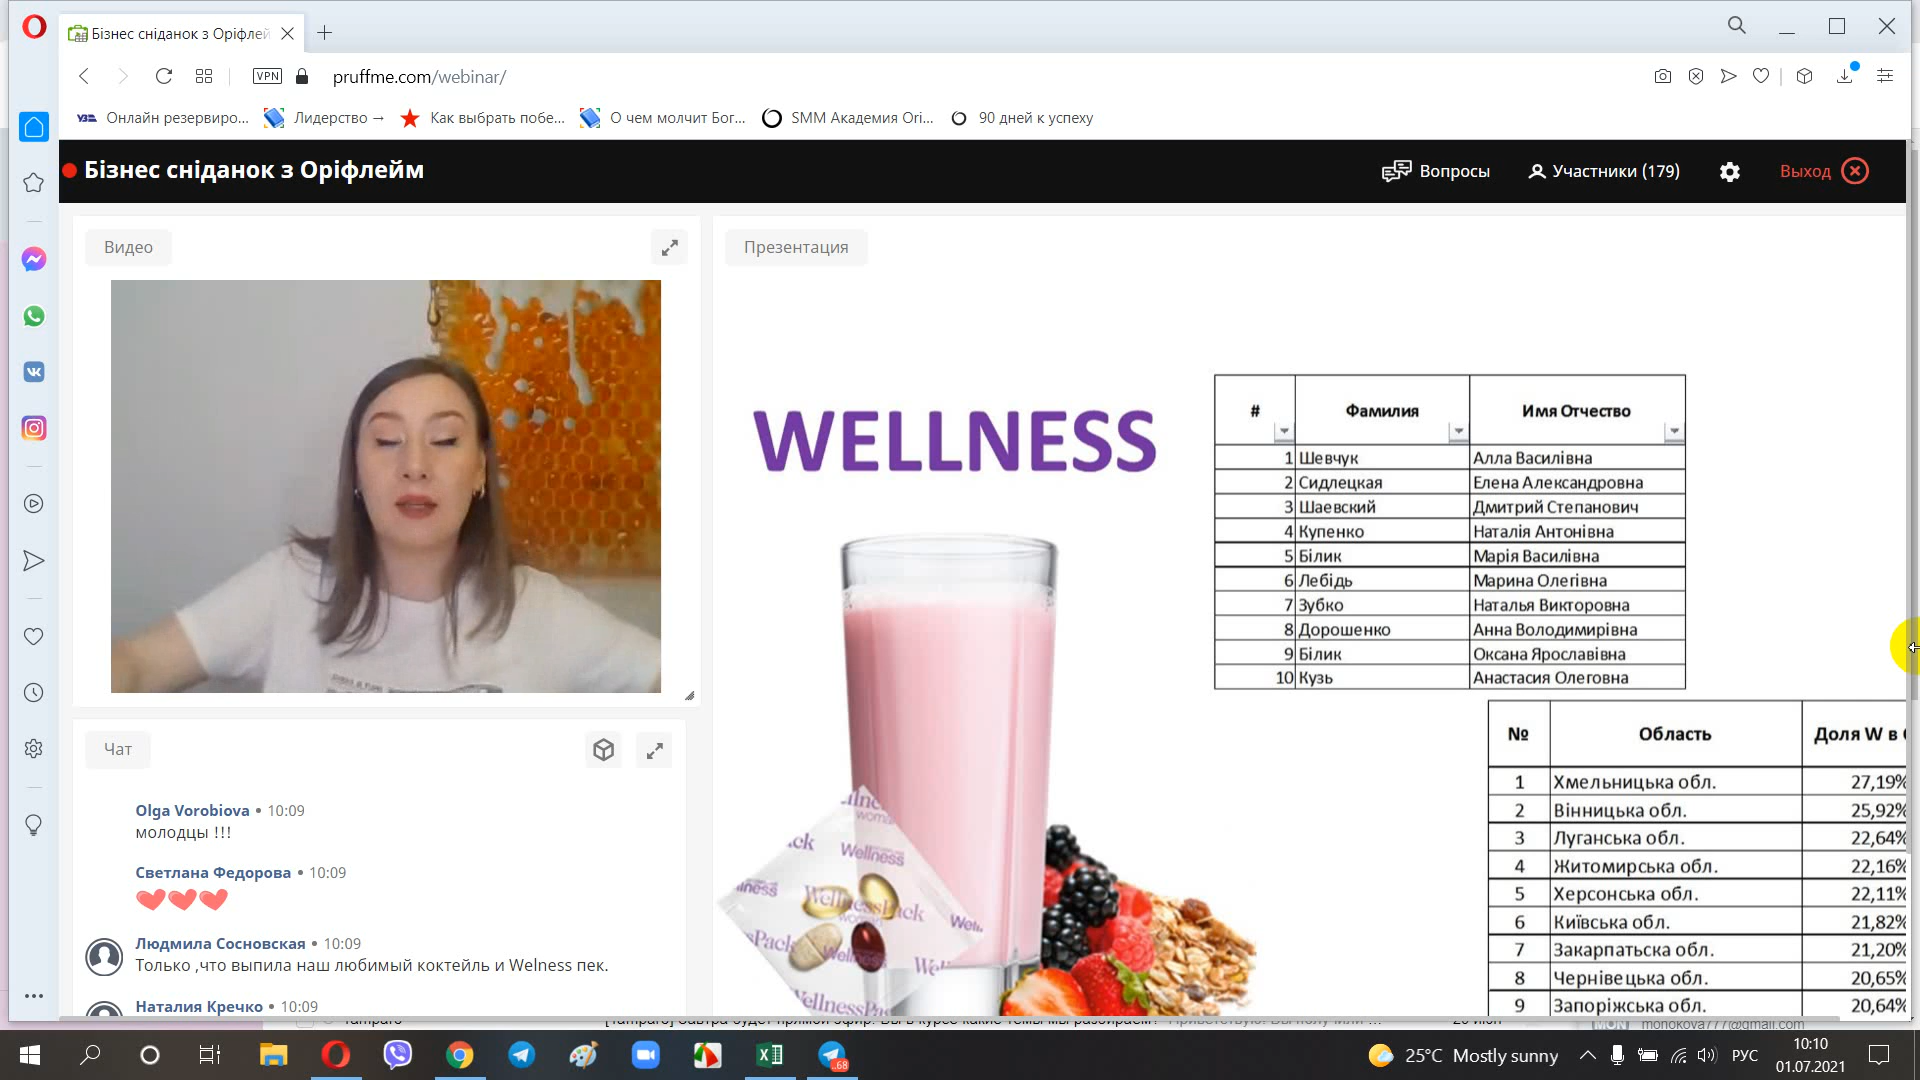 Бізнес сніданок з Оріфлей
VPN
pruffme.com/webinar/
Онлайн резервиро...
Лидерство →
Как выбрать побе...
О чем молчит Бог...
SMM Академия Ori...
90 дней к успеху
Бізнес сніданок з Оріфлейм
Вопросы
Участники (179)
Выход
Видео
Презентация
WELLNESS
# Фамилия Имя Отчество
1 Шевчук Алла Василівна
2 Сидлецкая Елена Александровна
3 Шаевский Дмитрий Степанович
4 Купенко Наталія Антонівна
5 Білик Марія Василівна
6 Лебідь Марина Олегівна
7 Зубко Наталья Викторовна
8 Дорошенко Анна Володимирівна
9 Білик Оксана Ярославівна
10 Кузь Анастасия Олеговна
№ Область Доля W в
1 Хмельницька обл. 27,19%
2 Вінницька обл. 25,92%
3 Луганська обл. 22,64%
4 Житомирська обл. 22,16%
5 Херсонська обл. 22,11%
6 Київська обл. 21,82%
7 Закарпатська обл. 21,20%
8 Чернівецька обл. 20,65%
9 Запоріжська обл. 20,64%
Wellness
WellnessPack
Чат
Olga Vorobiova • 10:09
молодцы !!!
Светлана Федорова • 10:09
Людмила Сосновская • 10:09
Только ,что выпила наш любимый коктейль и Welness пек.
Наталия Кречко • 10:09
monokova777@gmail.com
25°C Mostly sunny
РУС
10:10
01.07.2021